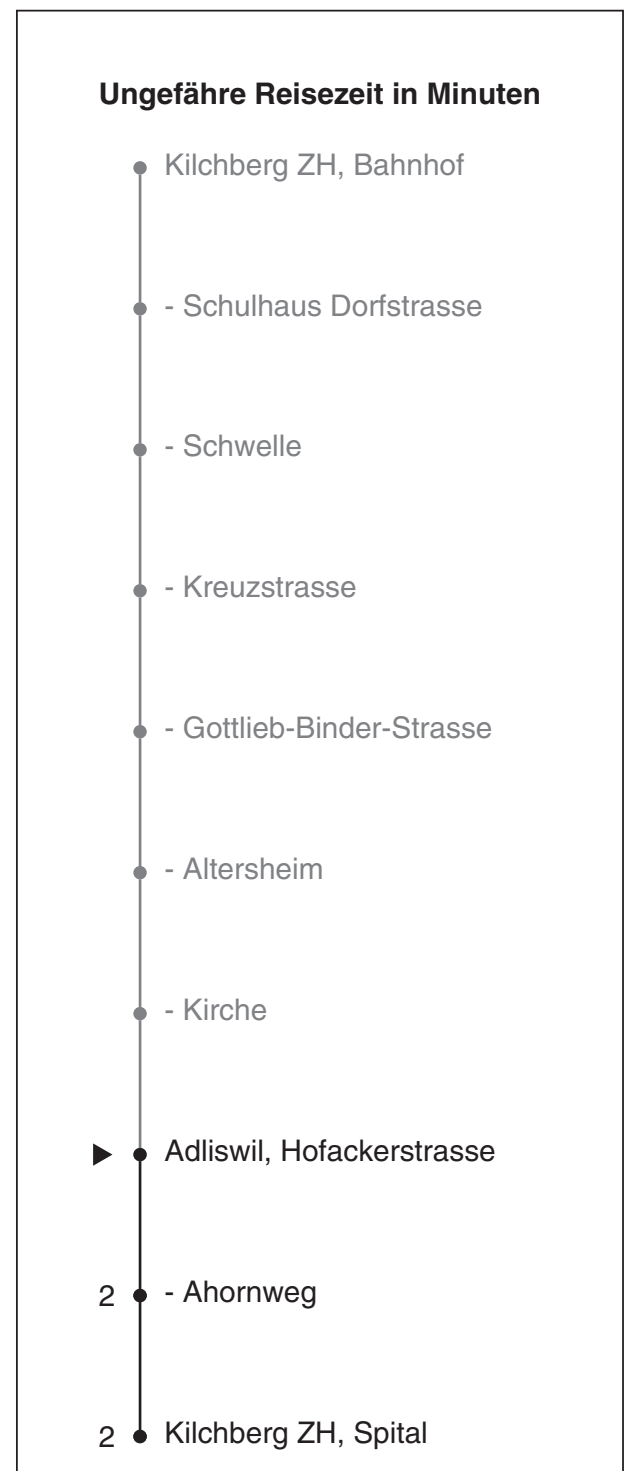 Ungefähre Reisezeit in Minuten
Kilchberg ZH, Bahnhof
- Schulhaus Dorfstrasse
- Schwelle
- Kreuzstrasse
- Gottlieb-Binder-Strasse
- Altersheim
- Kirche
Adliswil, Hofackerstrasse
2 - Ahornweg
2 Kilchberg ZH, Spital